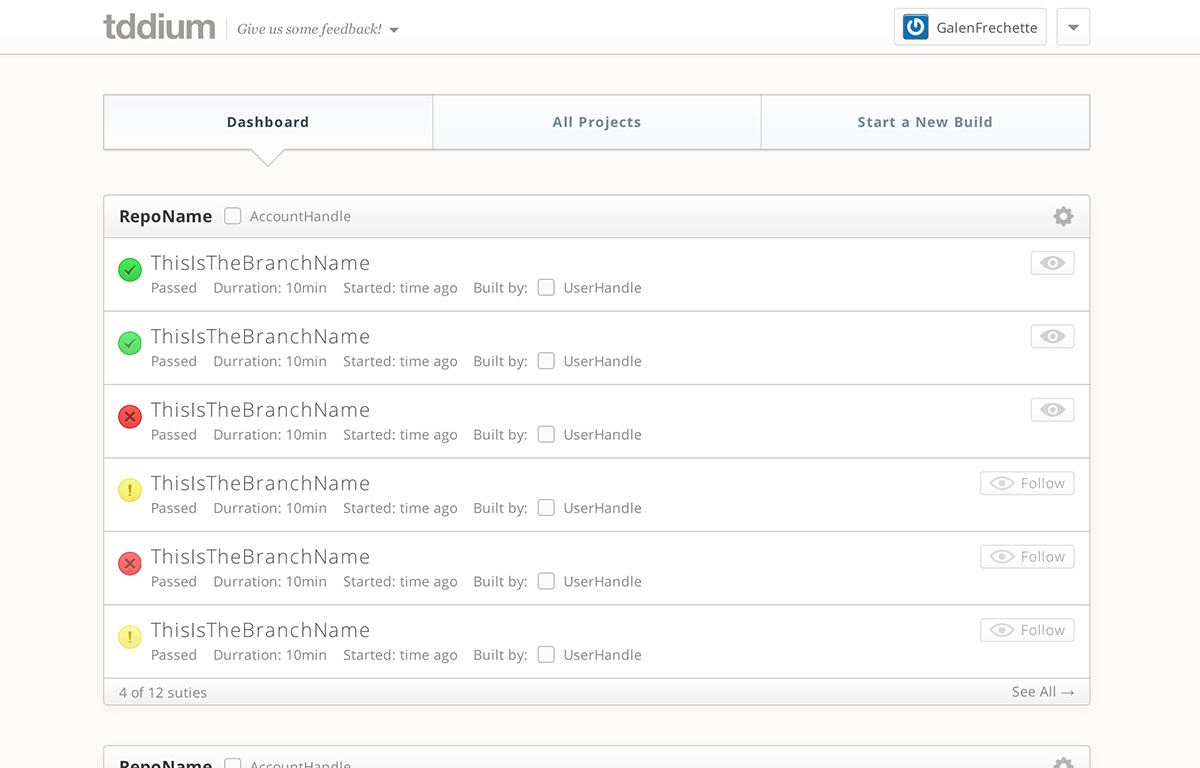 tddium Give us some feedback! GalenFrechette
Dashboard All Projects Start a New Build
RepoName AccountHandle
ThisIsTheBranchName
Passed Durration: 10min Started: time ago Built by: UserHandle
ThisIsTheBranchName
Passed Durration: 10min Started: time ago Built by: UserHandle
ThisIsTheBranchName
Passed Durration: 10min Started: time ago Built by: UserHandle
ThisIsTheBranchName Follow
Passed Durration: 10min Started: time ago Built by: UserHandle
ThisIsTheBranchName Follow
Passed Durration: 10min Started: time ago Built by: UserHandle
ThisIsTheBranchName Follow
Passed Durration: 10min Started: time ago Built by: UserHandle
4 of 12 suties See All →
RepoName AccountHandle